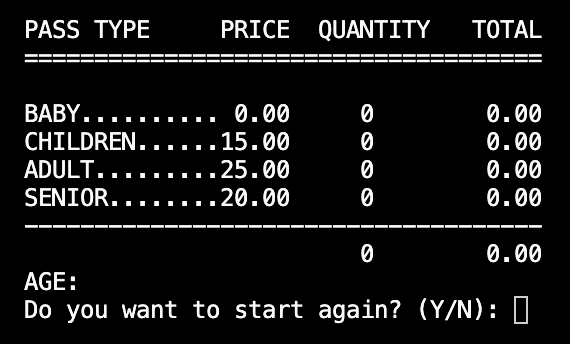 PASS TYPE     PRICE  QUANTITY   TOTAL
=====================================
BABY.......... 0.00     0        0.00
CHILDREN......15.00     0        0.00
ADULT.........25.00     0        0.00
SENIOR........20.00     0        0.00
-------------------------------------
                        0        0.00
AGE:
Do you want to start again? (Y/N):